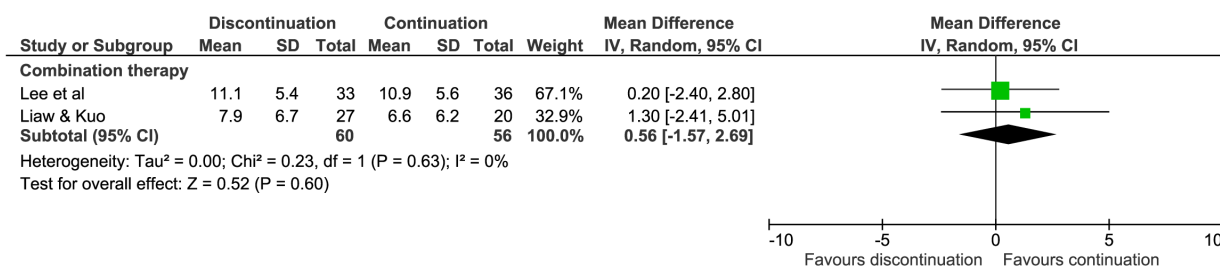 Discontinuation Continuation Mean Difference Mean Difference
Study or Subgroup Mean SD Total Mean SD Total Weight IV, Random, 95% CI IV, Random, 95% CI
Combination therapy
Lee et al 11.1 5.4 33 10.9 5.6 36 67.1% 0.20 [-2.40, 2.80]
Liaw & Kuo 7.9 6.7 27 6.6 6.2 20 32.9% 1.30 [-2.41, 5.01]
Subtotal (95% CI) 60 56 100.0% 0.56 [-1.57, 2.69]
Heterogeneity: Tau² = 0.00; Chi² = 0.23, df = 1 (P = 0.63); I² = 0%
Test for overall effect: Z = 0.52 (P = 0.60)
-10 -5 0 5 10
Favours discontinuation Favours continuation